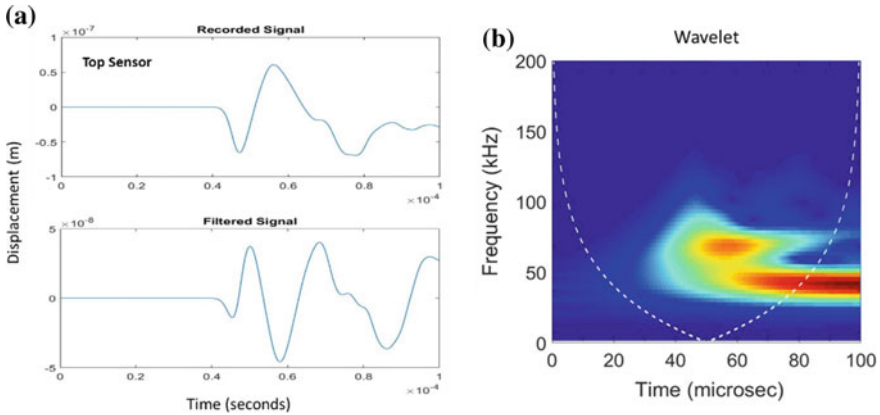 (a)
Recorded Signal
×10⁻⁷
Top Sensor
1
0.5
0
-0.5
-1
0 0.2 0.4 0.6 0.8 1
×10⁻⁴
Displacement (m)
Filtered Signal
×10⁻⁸
5
0
-5
0 0.2 0.4 0.6 0.8 1
×10⁻⁴
Time (seconds)
(b)
Wavelet
200
150
100
50
0
Frequency (kHz)
0 20 40 60 80 100
Time (microsec)